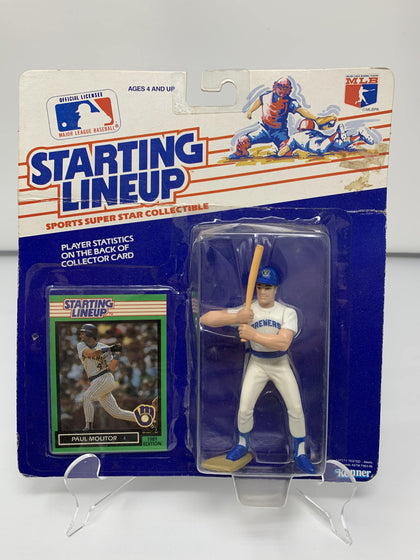 OFFICIAL LICENSEE
MAJOR LEAGUE BASEBALL
AGES 4 AND UP
MLB
STARTING
LINEUP
SPORTS SUPER STAR COLLECTIBLE
PLAYER STATISTICS
ON THE BACK OF
COLLECTOR CARD
STARTING
LINEUP
PAUL MOLITOR 4
1989
EDITION
BREWERS
Kenner